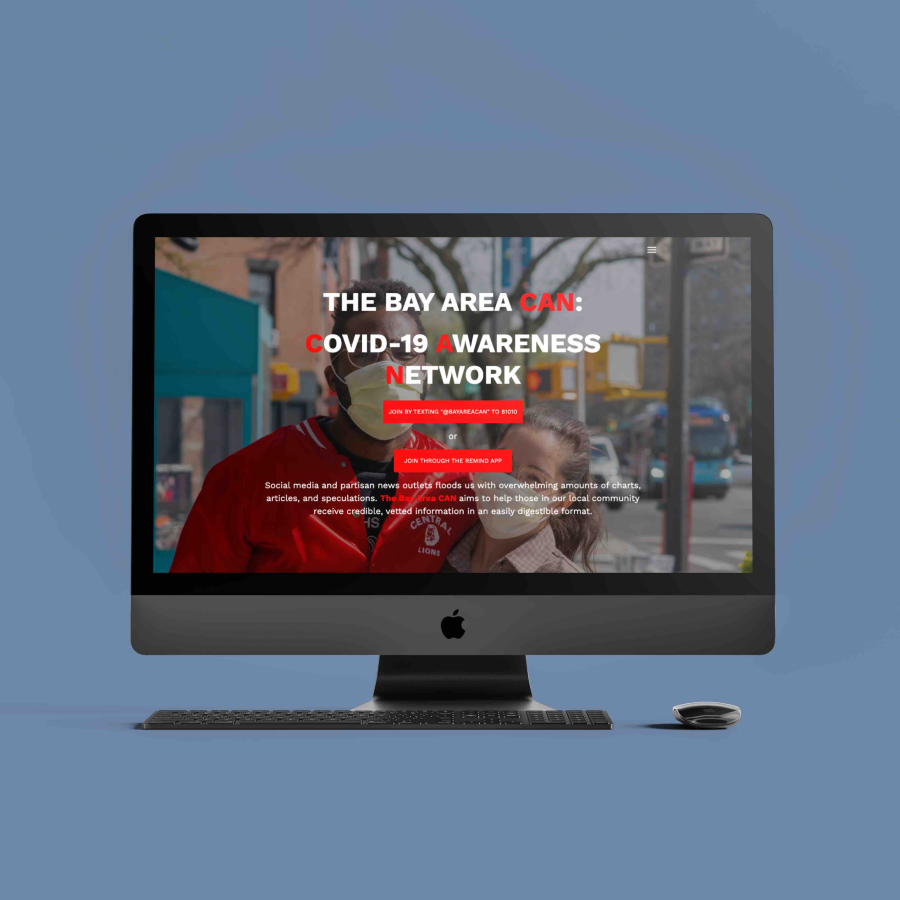 THE BAY AREA CAN:
COVID-19 AWARENESS
NETWORK
JOIN BY TEXTING "@BAYAREACAN" TO 81010
or
JOIN THROUGH THE REMIND APP
Social media and partisan news outlets floods us with overwhelming amounts of charts,
articles, and speculations. The Bay Area CAN aims to help those in our local community
receive credible, vetted information in an easily digestible format.
HS
CENTRAL
LIONS